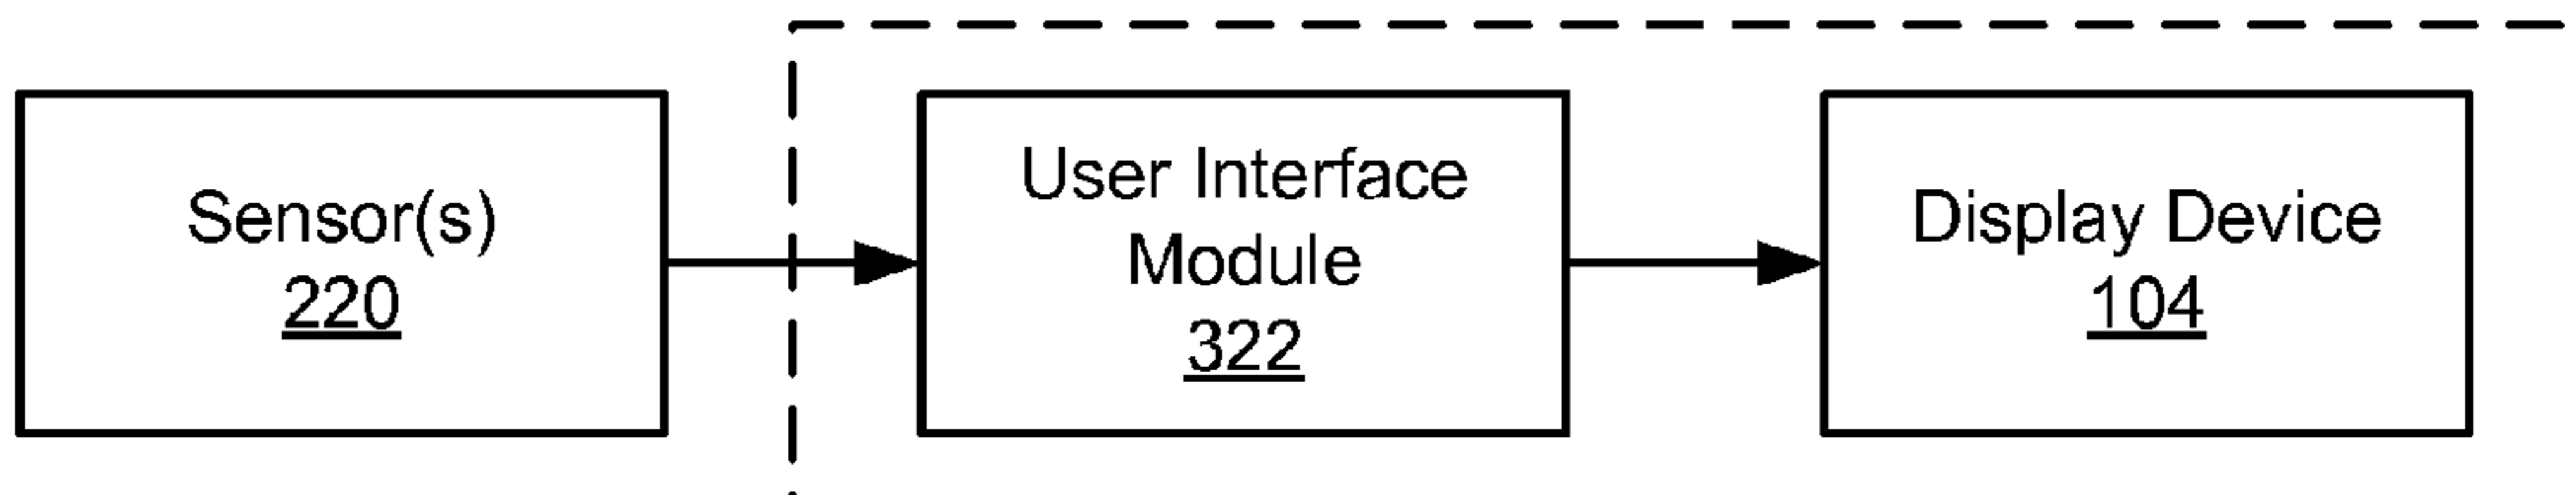 Sensor(s)
220
User Interface
Module
322
Display Device
104